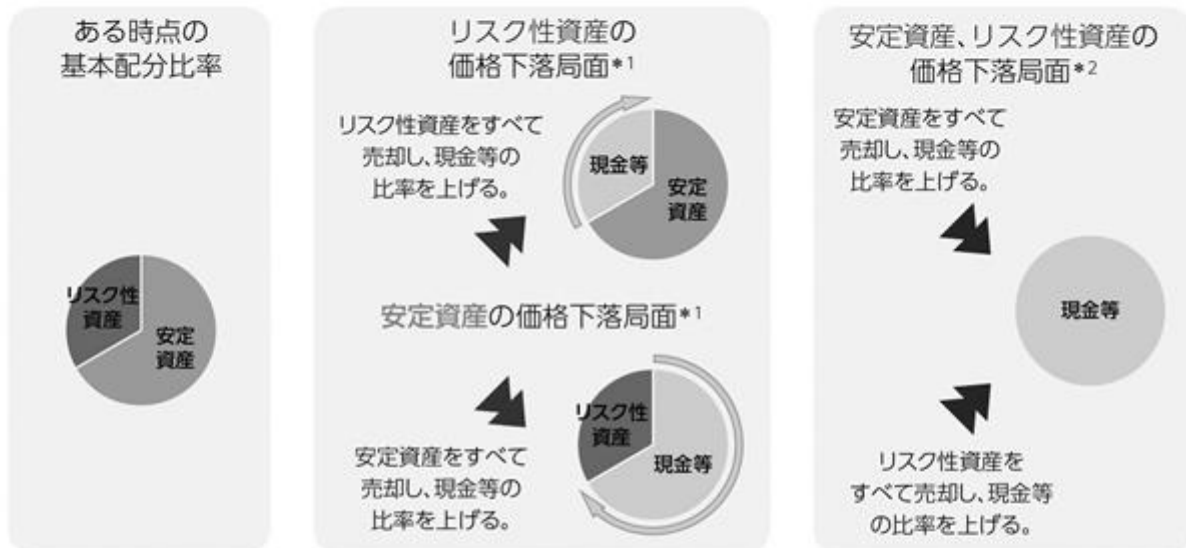 ある時点の
基本配分比率
リスク性
資産
安定
資産
リスク性資産の
価格下落局面*1
リスク性資産をすべて
売却し、現金等の
比率を上げる。
現金等
安定
資産
安定資産の価格下落局面*1
安定資産をすべて
売却し、現金等の
比率を上げる。
リスク性
資産
現金等
安定資産、リスク性資産の
価格下落局面*2
安定資産をすべて
売却し、現金等の
比率を上げる。
現金等
リスク性資産を
すべて売却し、現金等
の比率を上げる。